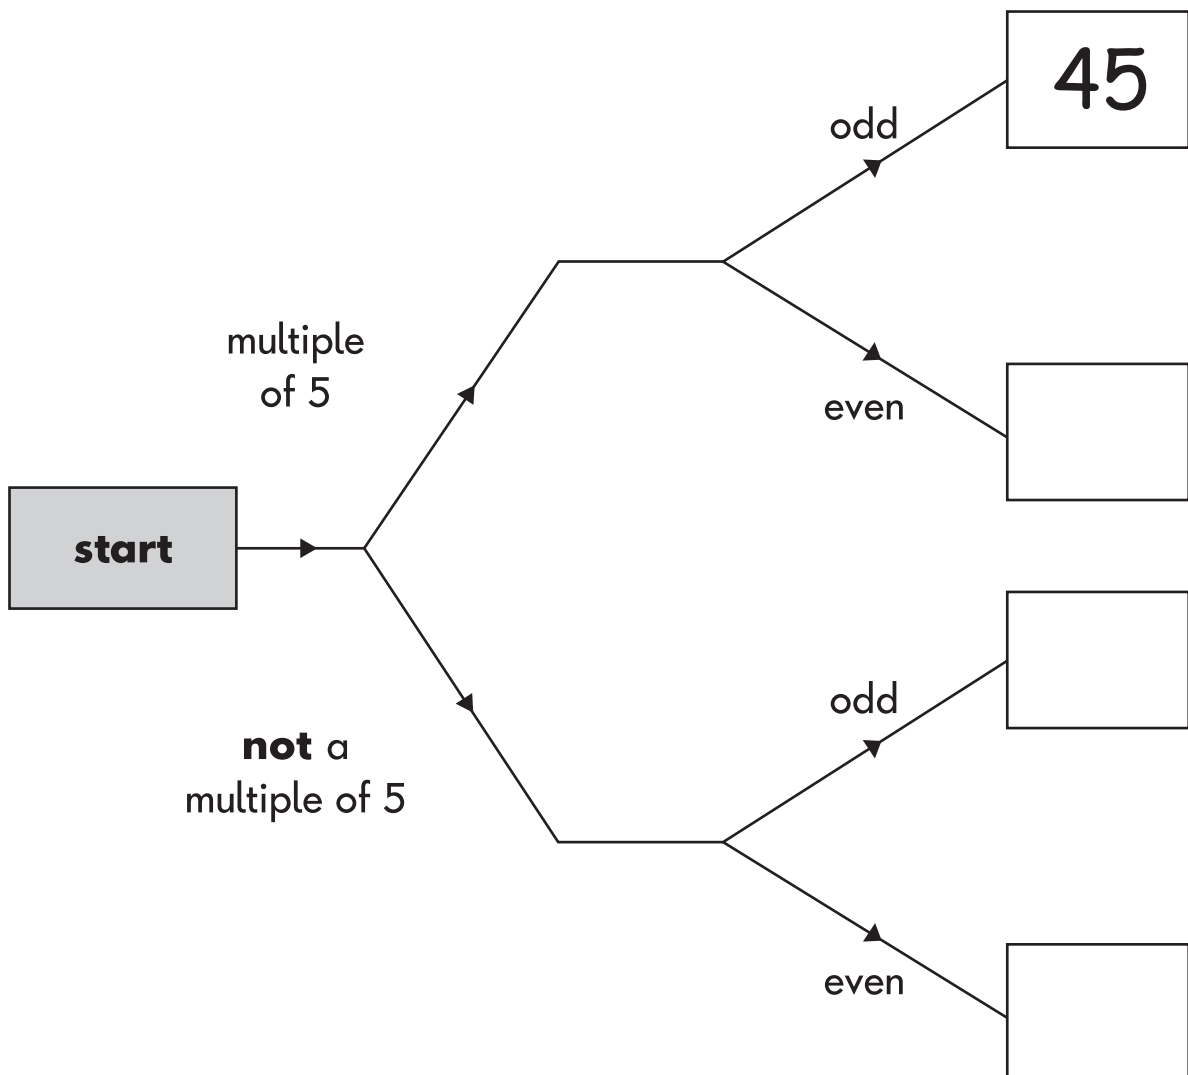 45
odd
multiple
of 5
even
start
odd
not a
multiple of 5
even